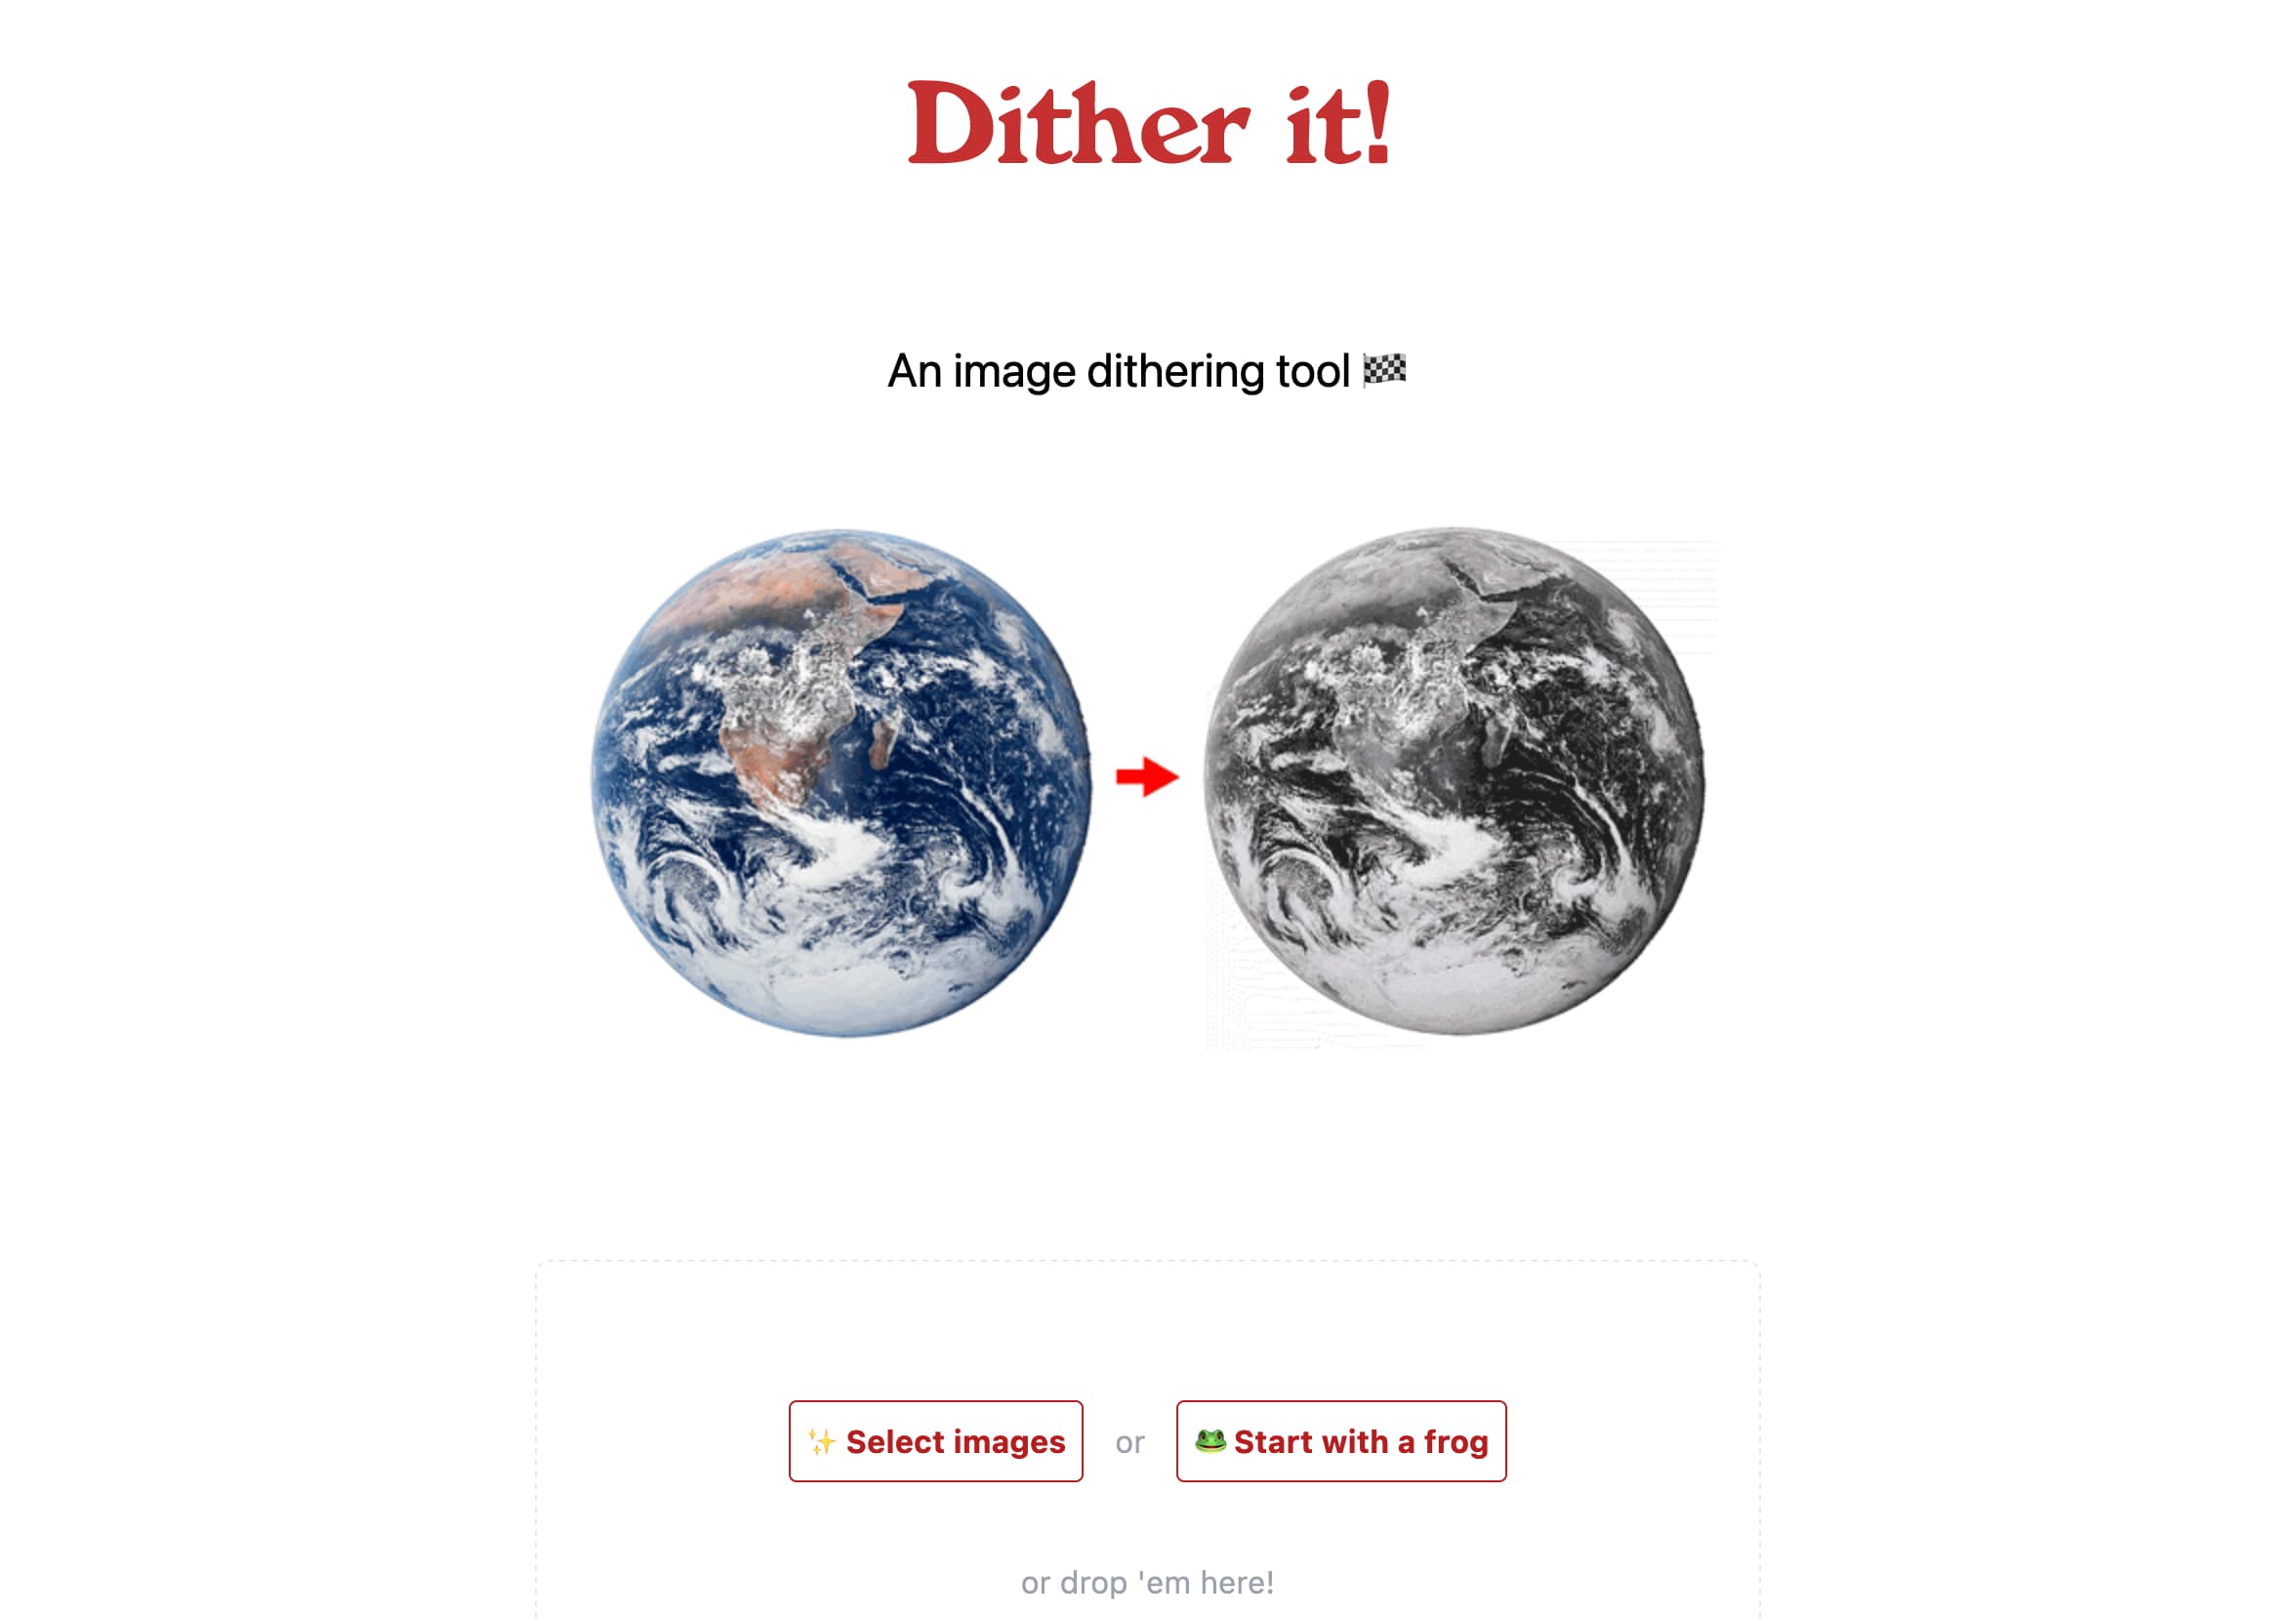 Dither it!
An image dithering tool 🏁
✨ Select images or 🐸 Start with a frog
or drop 'em here!